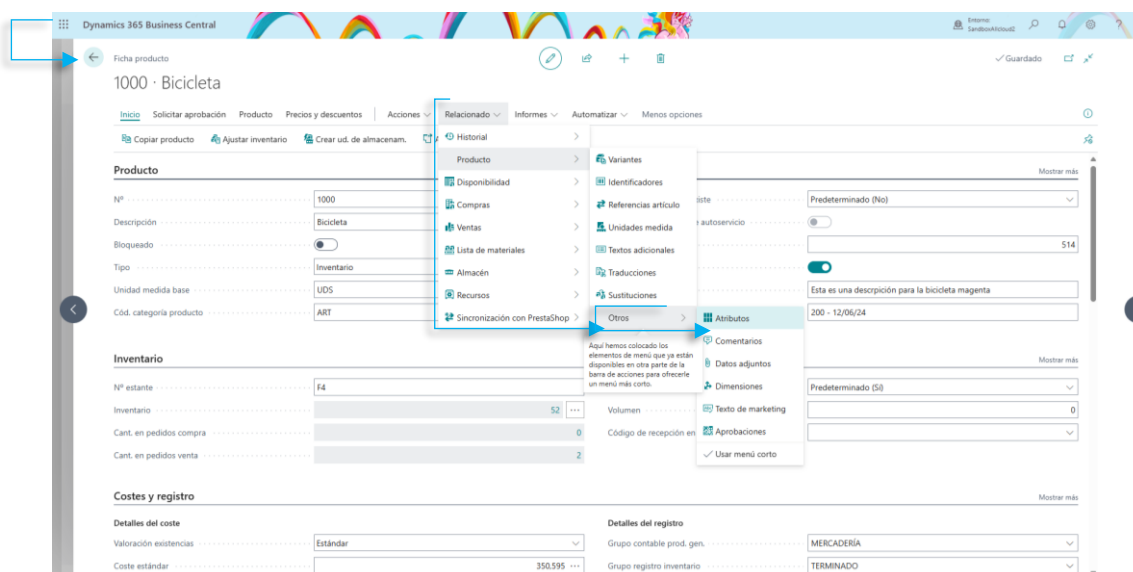 Dynamics 365 Business Central
Entorno:
SandboxAllcloud2
Ficha producto
Guardado
1000 · Bicicleta
Inicio Solicitar aprobación Producto Precios y descuentos Acciones Relacionado Informes Automatizar Menos opciones
Copiar producto Ajustar inventario Crear ud. de almacenam.
Historial
Producto
Disponibilidad
Compras
Ventas
Lista de materiales
Almacén
Recursos
Sincronización con PrestaShop
Variantes
Identificadores
Referencias artículo
Unidades medida
Textos adicionales
Traducciones
Sustituciones
Otros
Aquí hemos colocado los
elementos de menú que ya están
disponibles en otra parte de la
barra de acciones para ofrecerle
un menú más corto.
Atributos
Comentarios
Datos adjuntos
Dimensiones
Texto de marketing
Aprobaciones
Usar menú corto
Producto
Mostrar más
Nº 1000
Predeterminado (No)
Descripción Bicicleta
autoservicio
Bloqueado
514
Tipo Inventario
Unidad medida base UDS
Esta es una descrpición para la bicicleta magenta
Cód. categoría producto ART
200 - 12/06/24
Inventario
Mostrar más
Nº estante F4
Predeterminado (Sí)
Inventario 52 Volumen 0
Cant. en pedidos compra 0 Código de recepción en
Cant. en pedidos venta 2
Costes y registro
Mostrar más
Detalles del coste Detalles del registro
Valoración existencias Estándar Grupo contable prod. gen. MERCADERÍA
Coste estándar 350,595 Grupo registro inventario TERMINADO